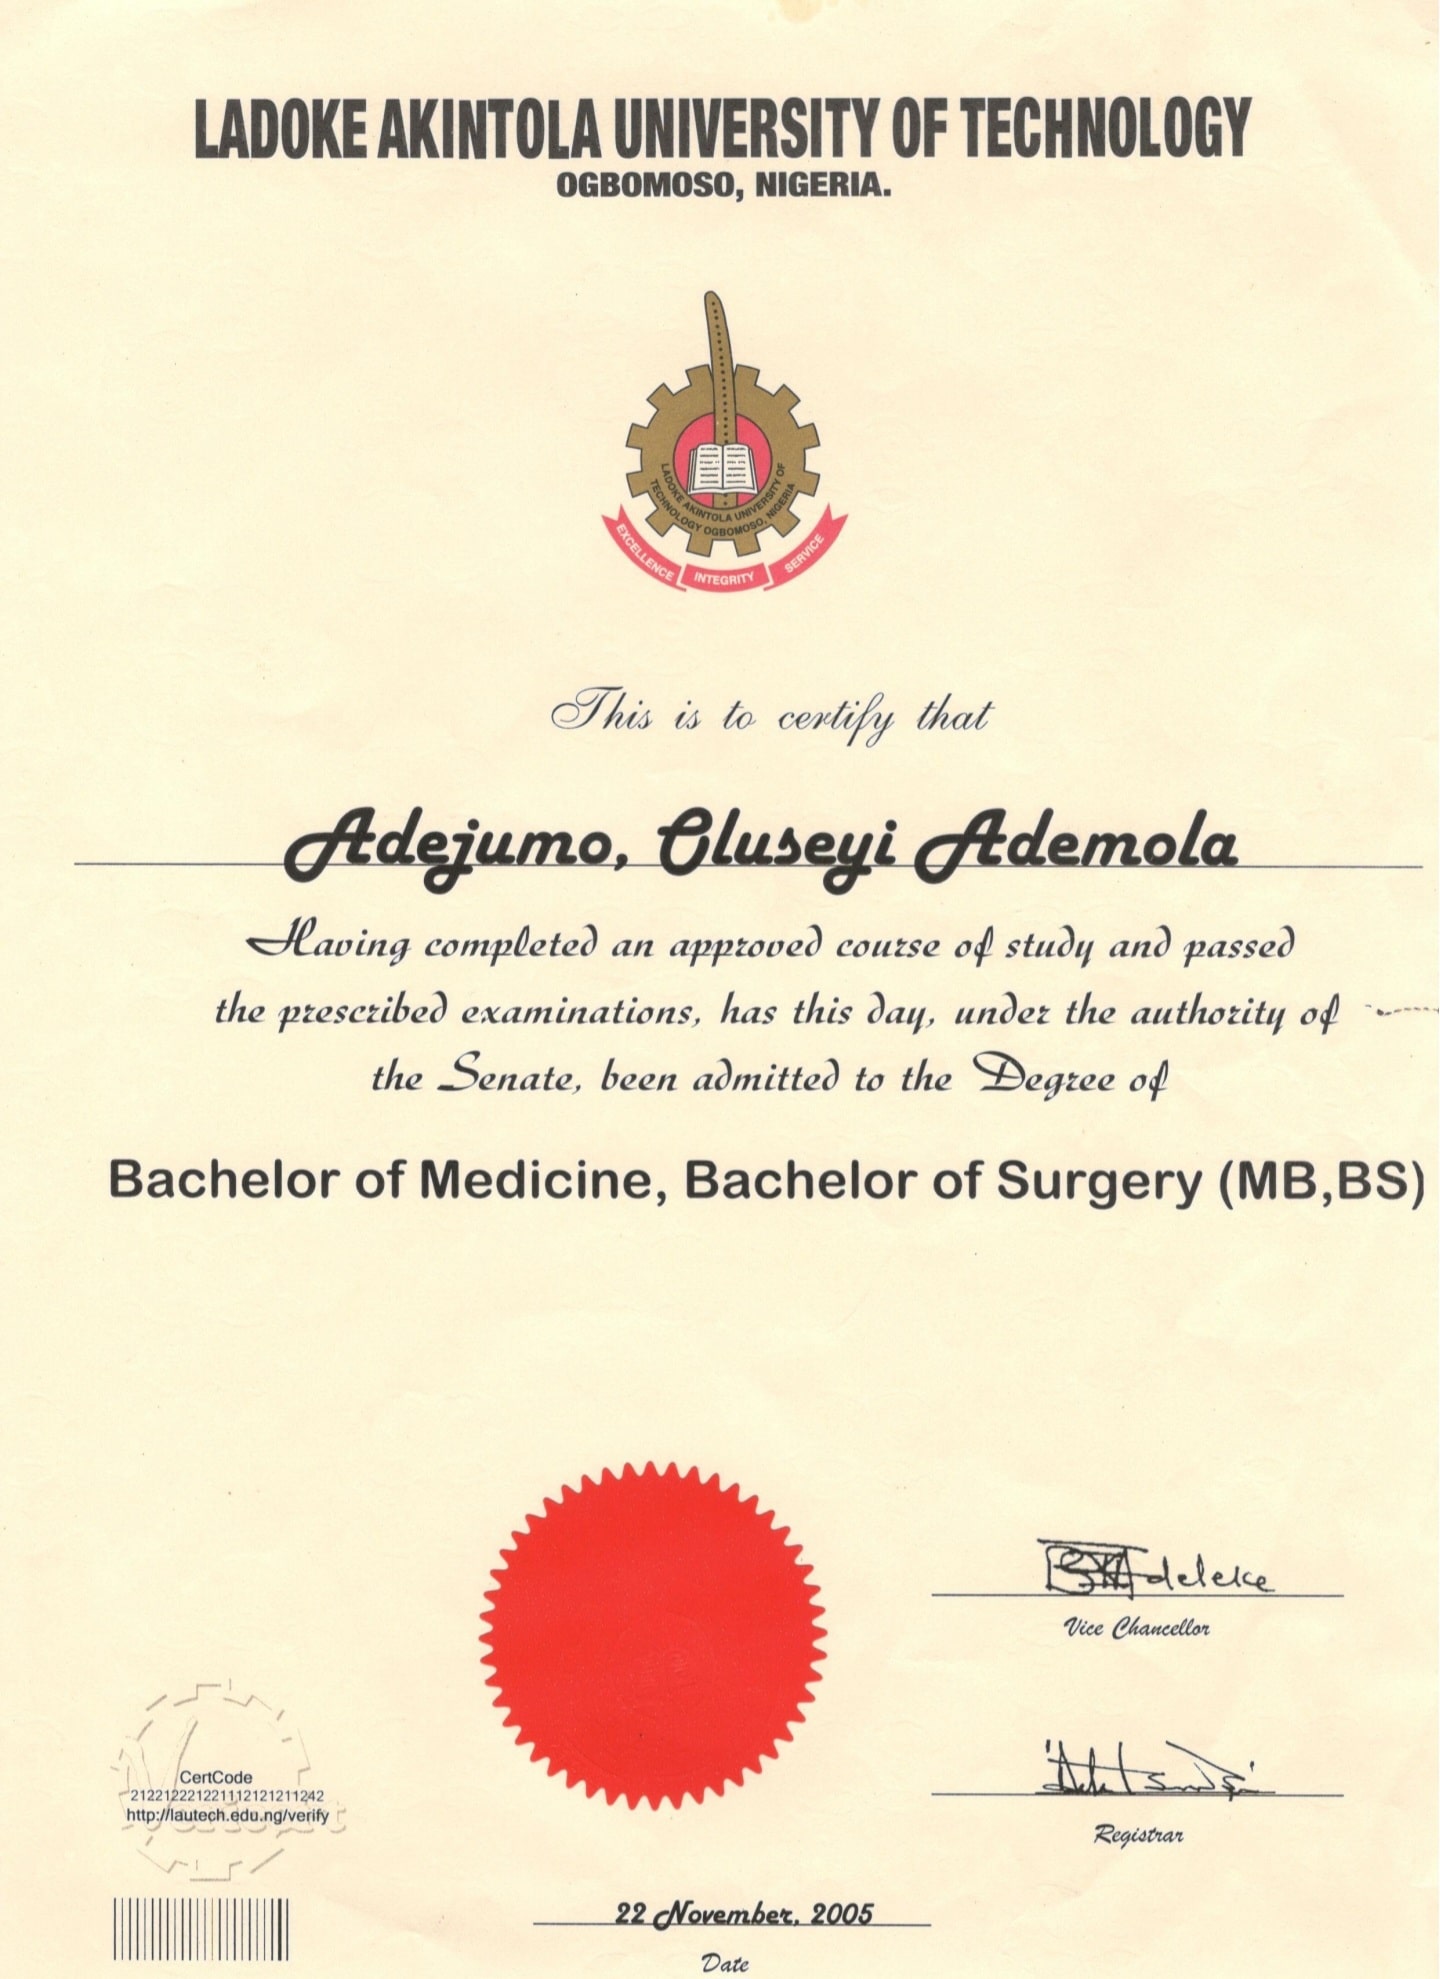 LADOKE AKINTOLA UNIVERSITY OF TECHNOLOGY
OGBOMOSO, NIGERIA.
LADOKE AKINTOLA UNIVERSITY OF
TECHNOLOGY OGBOMOSO, NIGERIA
EXCELLENCE INTEGRITY SERVICE
This is to certify that
Adejumo, Oluseyi Ademola
Having completed an approved course of study and passed
the prescribed examinations, has this day, under the authority of
the Senate, been admitted to the Degree of
Bachelor of Medicine, Bachelor of Surgery (MB,BS)
Adeleke
Vice Chancellor
Registrar
CertCode
212212221221112121211242
http://lautech.edu.ng/verify
22 November, 2005
Date